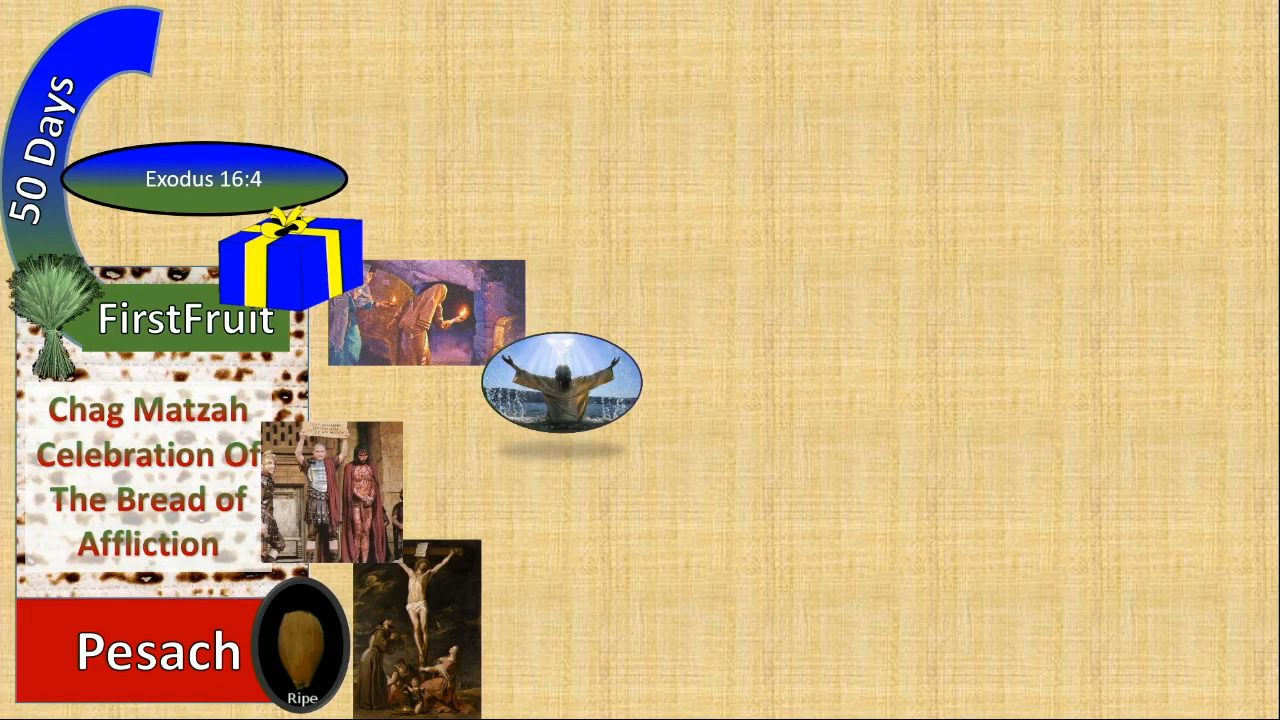 50 Days
Exodus 16:4
FirstFruit
Chag Matzah
Celebration Of
The Bread of
Affliction
Pesach
Ripe